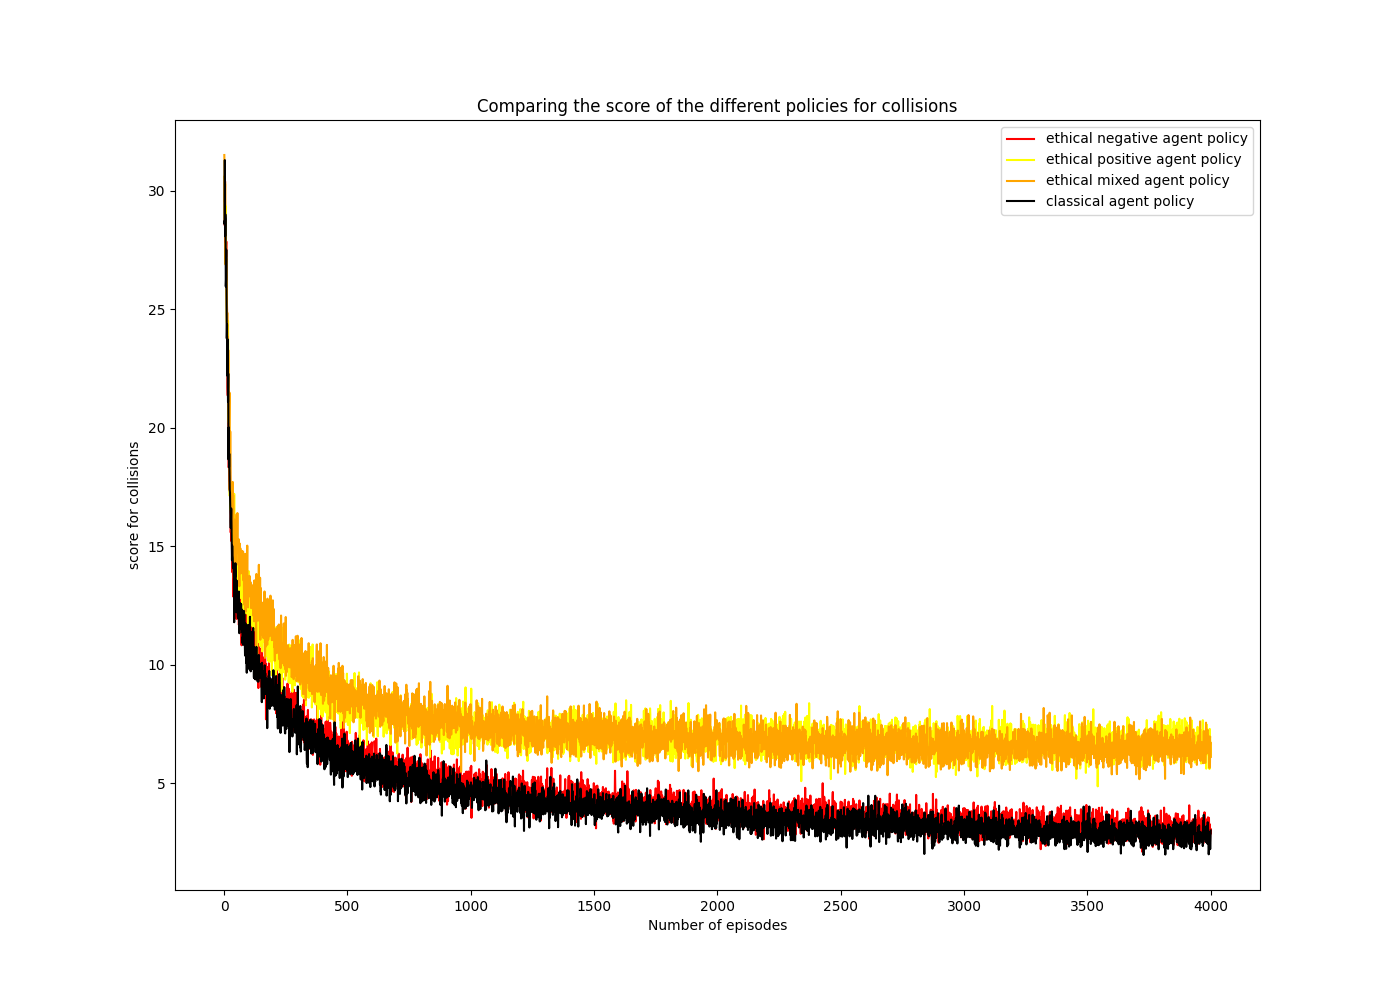 Comparing the score of the different policies for collisions
ethical negative agent policy
ethical positive agent policy
ethical mixed agent policy
classical agent policy
30
25
20
15
10
5
score for collisions
0 500 1000 1500 2000 2500 3000 3500 4000
Number of episodes